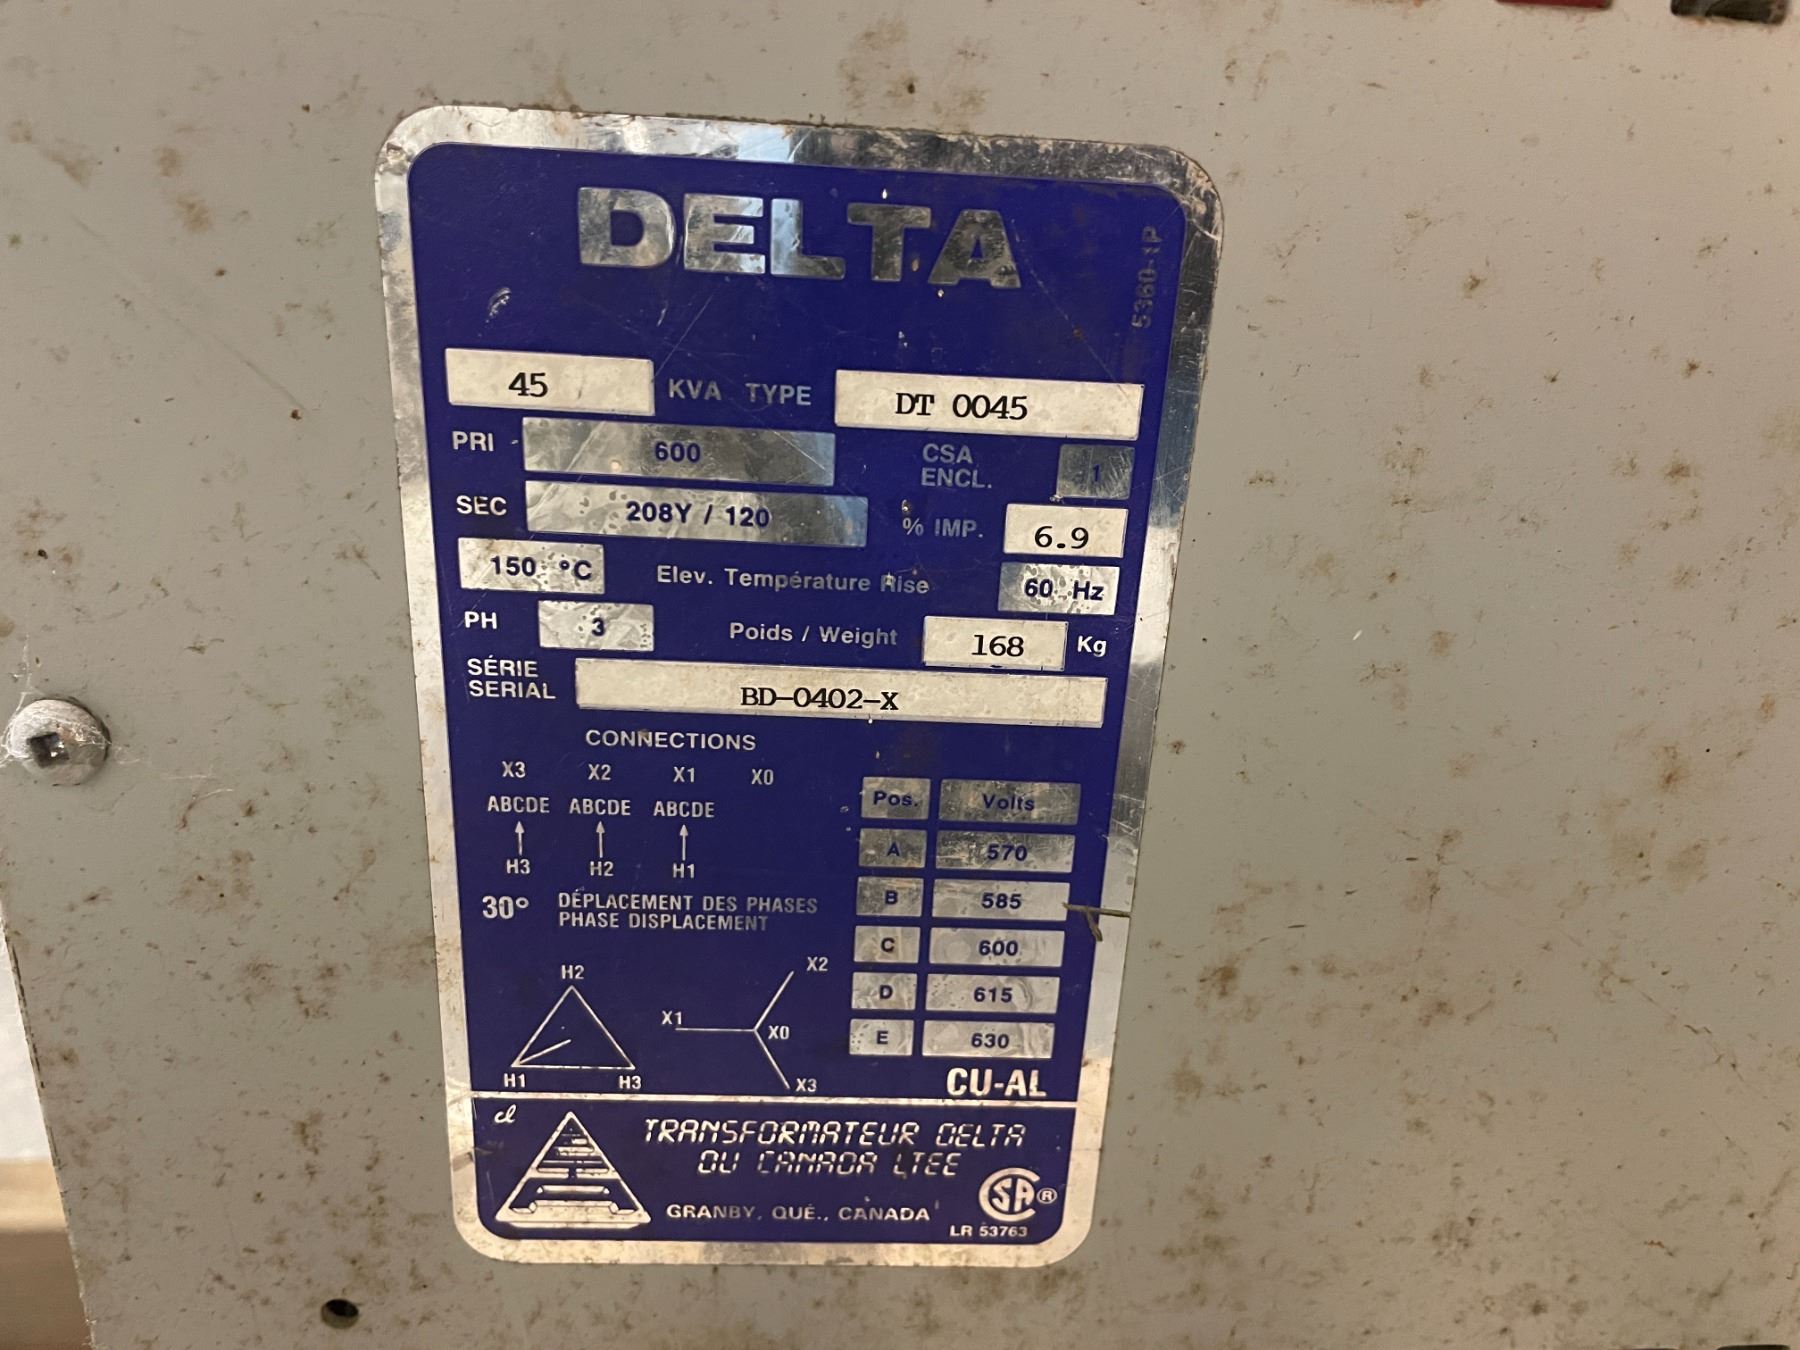 DELTA
5360-1P
45 KVA TYPE DT 0045
PRI 600 CSA ENCL. 1
SEC 208Y / 120 % IMP. 6.9
150 °C Elev. Température Rise 60 Hz
PH 3 Poids / Weight 168 Kg
SÉRIE
SERIAL BD-0402-X
CONNECTIONS
X3 X2 X1 X0
ABCDE ABCDE ABCDE
H3 H2 H1
30° DÉPLACEMENT DES PHASES
PHASE DISPLACEMENT
Pos. Volts
A 570
B 585
C 600
D 615
E 630
H2
H1 H3
X2
X1 X0
X3
CU-AL
cl
TRANSFORMATEUR DELTA
DU CANADA LTEE
GRANBY, QUÉ., CANADA
CSA ®
LR 53763